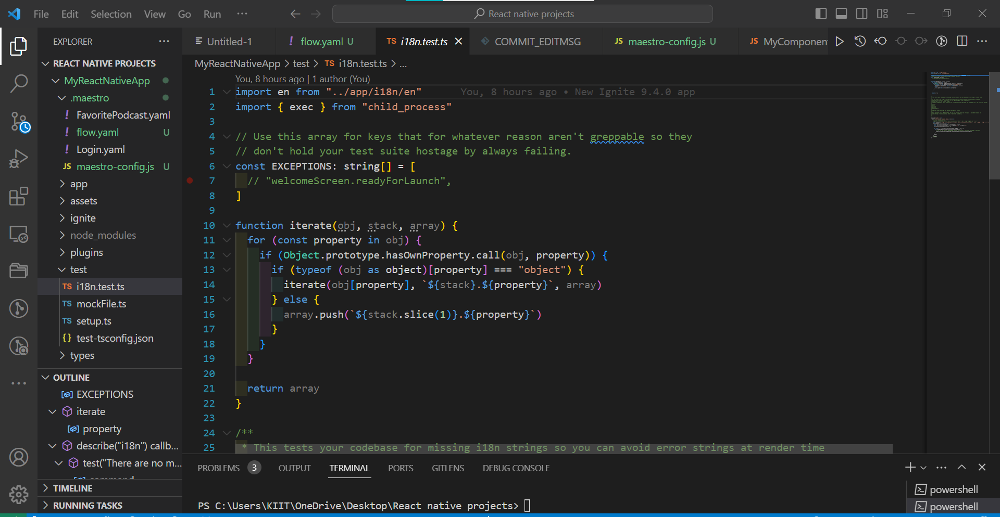 File Edit Selection View Go Run ···
React native projects
EXPLORER ···
Untitled-1
! flow.yaml U
TS i18n.test.ts
COMMIT_EDITMSG
JS maestro-config.js U
JS MyComponen
MyReactNativeApp > test > TS i18n.test.ts > ...
REACT NATIVE PROJECTS
MyReactNativeApp
.maestro
! FavoritePodcast.yaml
! flow.yaml U
! Login.yaml
JS maestro-config.js U
app
assets
ignite
node_modules
plugins
test
TS i18n.test.ts
TS mockFile.ts
TS setup.ts
{} test-tsconfig.json
types
OUTLINE
EXCEPTIONS
iterate
property
describe("i18n") callb...
test("There are no m...
command
TIMELINE
RUNNING TASKS
You, 8 hours ago | 1 author (You)
1 import en from "../app/i18n/en" You, 8 hours ago • New Ignite 9.4.0 app
2 import { exec } from "child_process"
3
4 // Use this array for keys that for whatever reason aren't greppable so they
5 // don't hold your test suite hostage by always failing.
6 const EXCEPTIONS: string[] = [
7 // "welcomeScreen.readyForLaunch",
8 ]
9
10 function iterate(obj, stack, array) {
11 for (const property in obj) {
12 if (Object.prototype.hasOwnProperty.call(obj, property)) {
13 if (typeof (obj as object)[property] === "object") {
14 iterate(obj[property], `${stack}.${property}`, array)
15 } else {
16 array.push(`${stack.slice(1)}.${property}`)
17 }
18 }
19 }
20
21 return array
22 }
23
24 /**
25 * This tests your codebase for missing i18n strings so you can avoid error strings at render time
PROBLEMS 3 OUTPUT TERMINAL PORTS GITLENS DEBUG CONSOLE
PS C:\Users\KIIT\OneDrive\Desktop\React native projects>
powershell
powershell